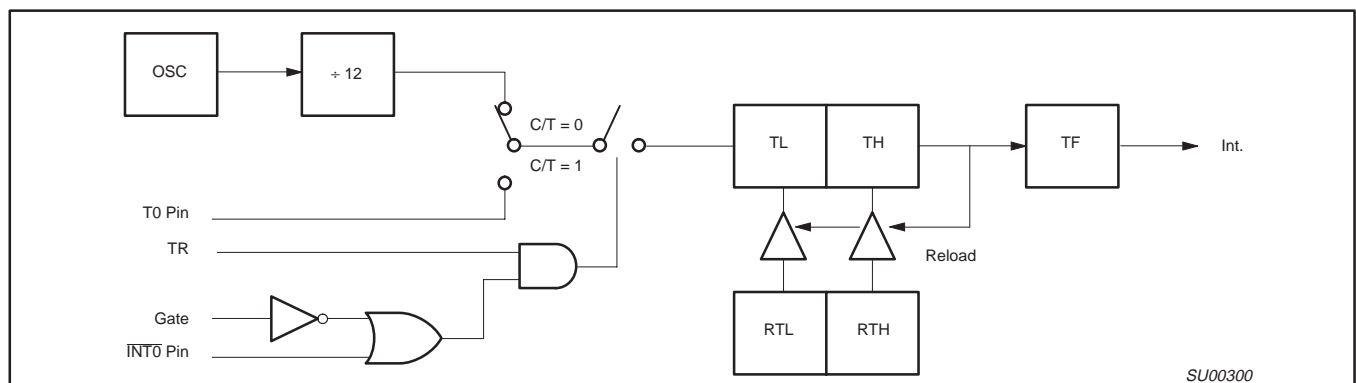 OSC
÷ 12
C/T = 0
C/T = 1
TL
TH
TF
Int.
T0 Pin
TR
Reload
Gate
INT0 Pin
RTL
RTH
SU00300